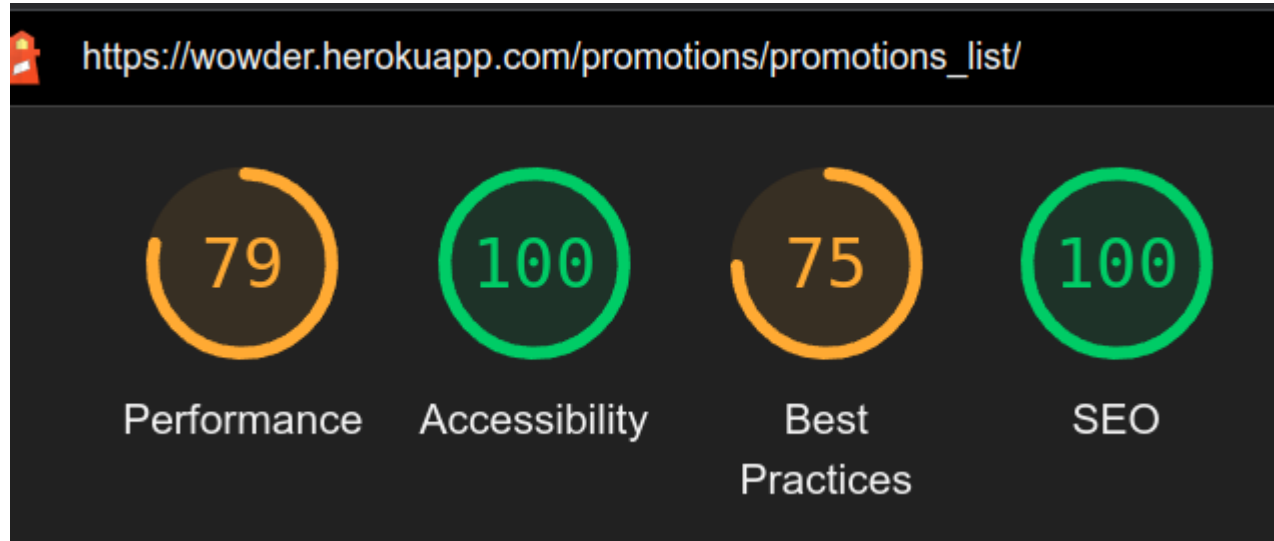 https://wowder.herokuapp.com/promotions/promotions_list/
79
100
75
100
Performance
Accessibility
Best
Practices
SEO